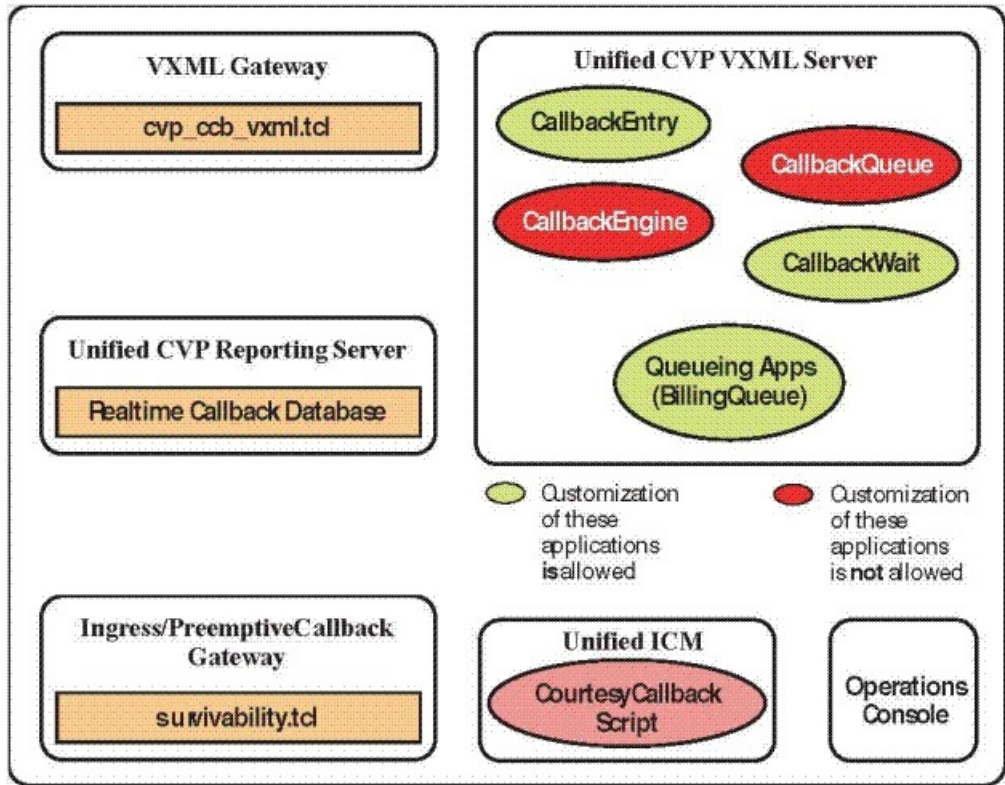 VXML Gateway
cvp_ccb_vxml.tcl
Unified CVP VXML Server
CallbackEntry
CallbackQueue
CallbackEngine
CallbackWait
Queueing Apps
(BillingQueue)
Unified CVP Reporting Server
Realtime Callback Database
Customization
of these
applications
is allowed
Customization
of these
applications
is not allowed
Ingress/PreemptiveCallback
Gateway
survivability.tcl
Unified ICM
CourtesyCallback
Script
Operations
Console